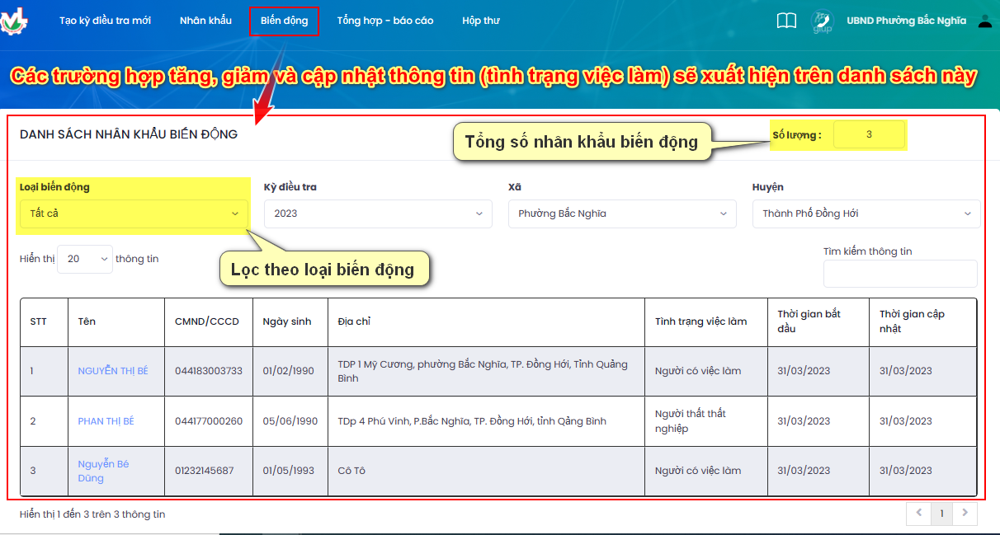 Tạo kỳ điều tra mới Nhân khẩu Biến động Tổng hợp - báo cáo Hộp thư UBND Phường Bắc Nghĩa
Các trường hợp tăng, giảm và cập nhật thông tin (tình trạng việc làm) sẽ xuất hiện trên danh sách này
DANH SÁCH NHÂN KHẨU BIẾN ĐỘNG
Tổng số nhân khẩu biến động
Số lượng : 3
Loại biến động Kỳ điều tra Xã Huyện
Tất cả 2023 Phường Bắc Nghĩa Thành Phố Đồng Hới
Hiển thị 20 thông tin
Tìm kiếm thông tin
Lọc theo loại biến động
STT Tên CMND/CCCD Ngày sinh Địa chỉ Tình trạng việc làm Thời gian bắt
đầu Thời gian cập
nhật
1 NGUYỄN THỊ BÉ 044183003733 01/02/1990 TDP 1 Mỹ Cương, phường Bắc Nghĩa, TP. Đồng Hới, Tỉnh Quảng
Bình Người có việc làm 31/03/2023 31/03/2023
2 PHAN THỊ BÉ 044177000260 05/06/1990 TDp 4 Phú Vinh, P.Bắc Nghĩa, TP. Đồng Hới, tỉnh Qảng Bình Người thất thất
nghiệp 31/03/2023 31/03/2023
3 Nguyễn Bé
Dũng 01232145687 01/05/1993 Cô Tô Người có việc làm 31/03/2023 31/03/2023
Hiển thị 1 đến 3 trên 3 thông tin
1